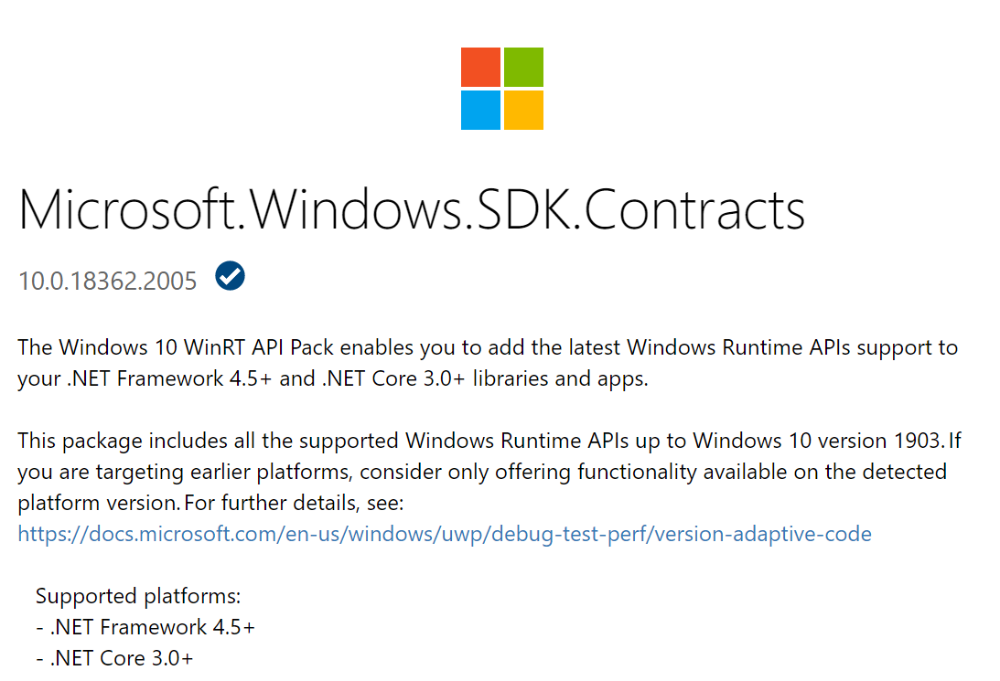 Microsoft.Windows.SDK.Contracts
10.0.18362.2005
The Windows 10 WinRT API Pack enables you to add the latest Windows Runtime APIs support to
your .NET Framework 4.5+ and .NET Core 3.0+ libraries and apps.
This package includes all the supported Windows Runtime APIs up to Windows 10 version 1903. If
you are targeting earlier platforms, consider only offering functionality available on the detected
platform version. For further details, see:
https://docs.microsoft.com/en-us/windows/uwp/debug-test-perf/version-adaptive-code
Supported platforms:
- .NET Framework 4.5+
- .NET Core 3.0+